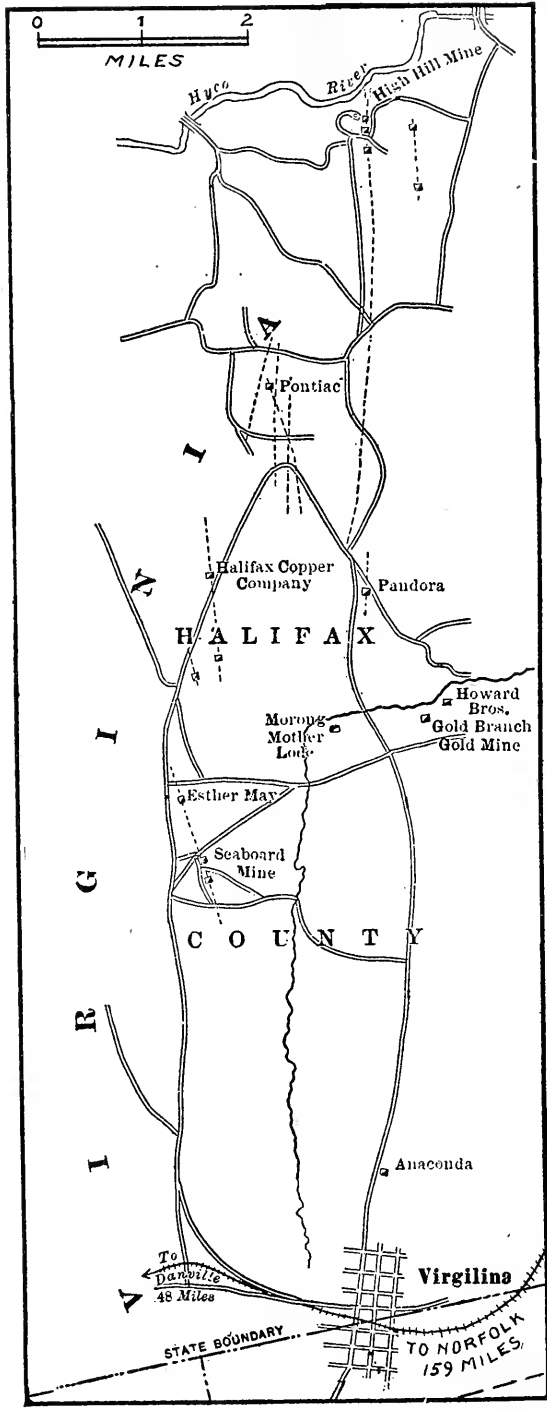 0 1 2
MILES
Hyco River
High Hill Mine
Pontiac
Halifax Copper
Company
Pandora
HALIFAX
Howard
Bros.
Gold Branch
Gold Mine
Morong
Mother
Lode
Esther May
Seaboard
Mine
COUNTY
Anaconda
VIRGINIA
To
Danville
48 Miles
Virgilina
STATE BOUNDARY
TO NORFOLK
159 MILES